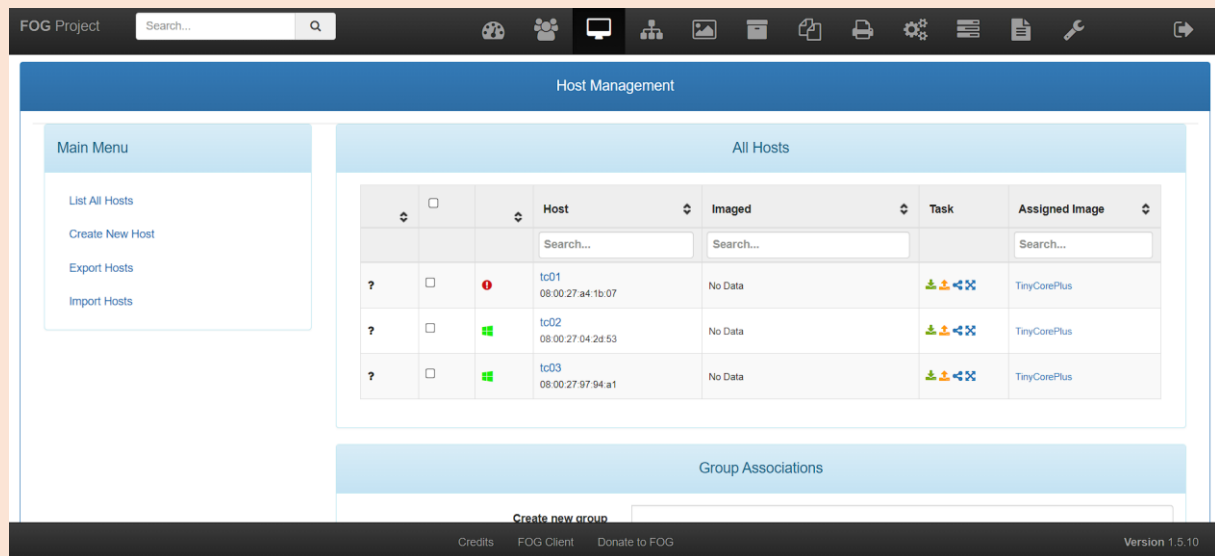 FOG Project
Search...
Host Management
Main Menu
List All Hosts
Create New Host
Export Hosts
Import Hosts
All Hosts
Host Imaged Task Assigned Image
Search... Search... Search...
? tc01 No Data TinyCorePlus
08:00:27:a4:1b:07
? tc02 No Data TinyCorePlus
08:00:27:04:2d:53
? tc03 No Data TinyCorePlus
08:00:27:97:94:a1
Group Associations
Create new group
Credits FOG Client Donate to FOG Version 1.5.10